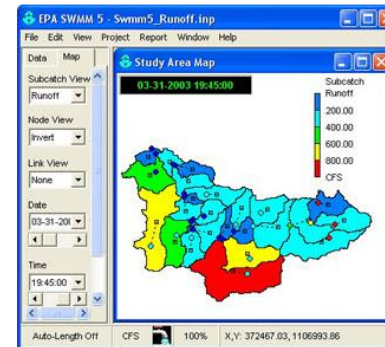 EPA SWMM 5 - Swmm5_Runoff.inp
File Edit View Project Report Window Help
Data Map
Subcatch View
Runoff
Node View
Invert
Link View
None
Date
03-31-200
Time
19:45:00
Study Area Map
03-31-2003 19:45:00
Subcatch
Runoff
200.00
400.00
600.00
800.00
CFS
Auto-Length Off CFS 100% X,Y: 372467.03, 1106993.86